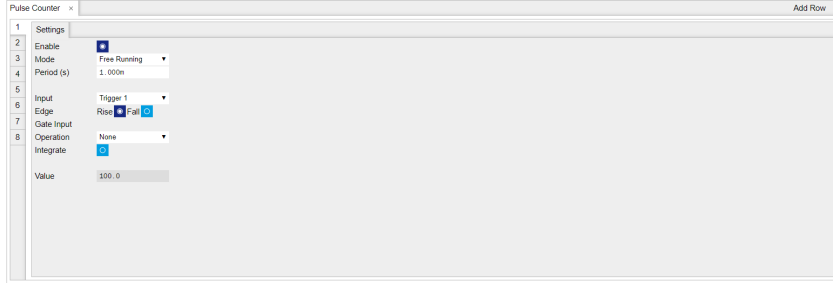 Pulse Counter × Add Row
1 Settings
2 Enable
3 Mode Free Running ▼
4 Period (s) 1.000m
5
6 Input Trigger 1 ▼
7 Edge Rise Fall
Gate Input
8 Operation None ▼
Integrate
Value 100.0